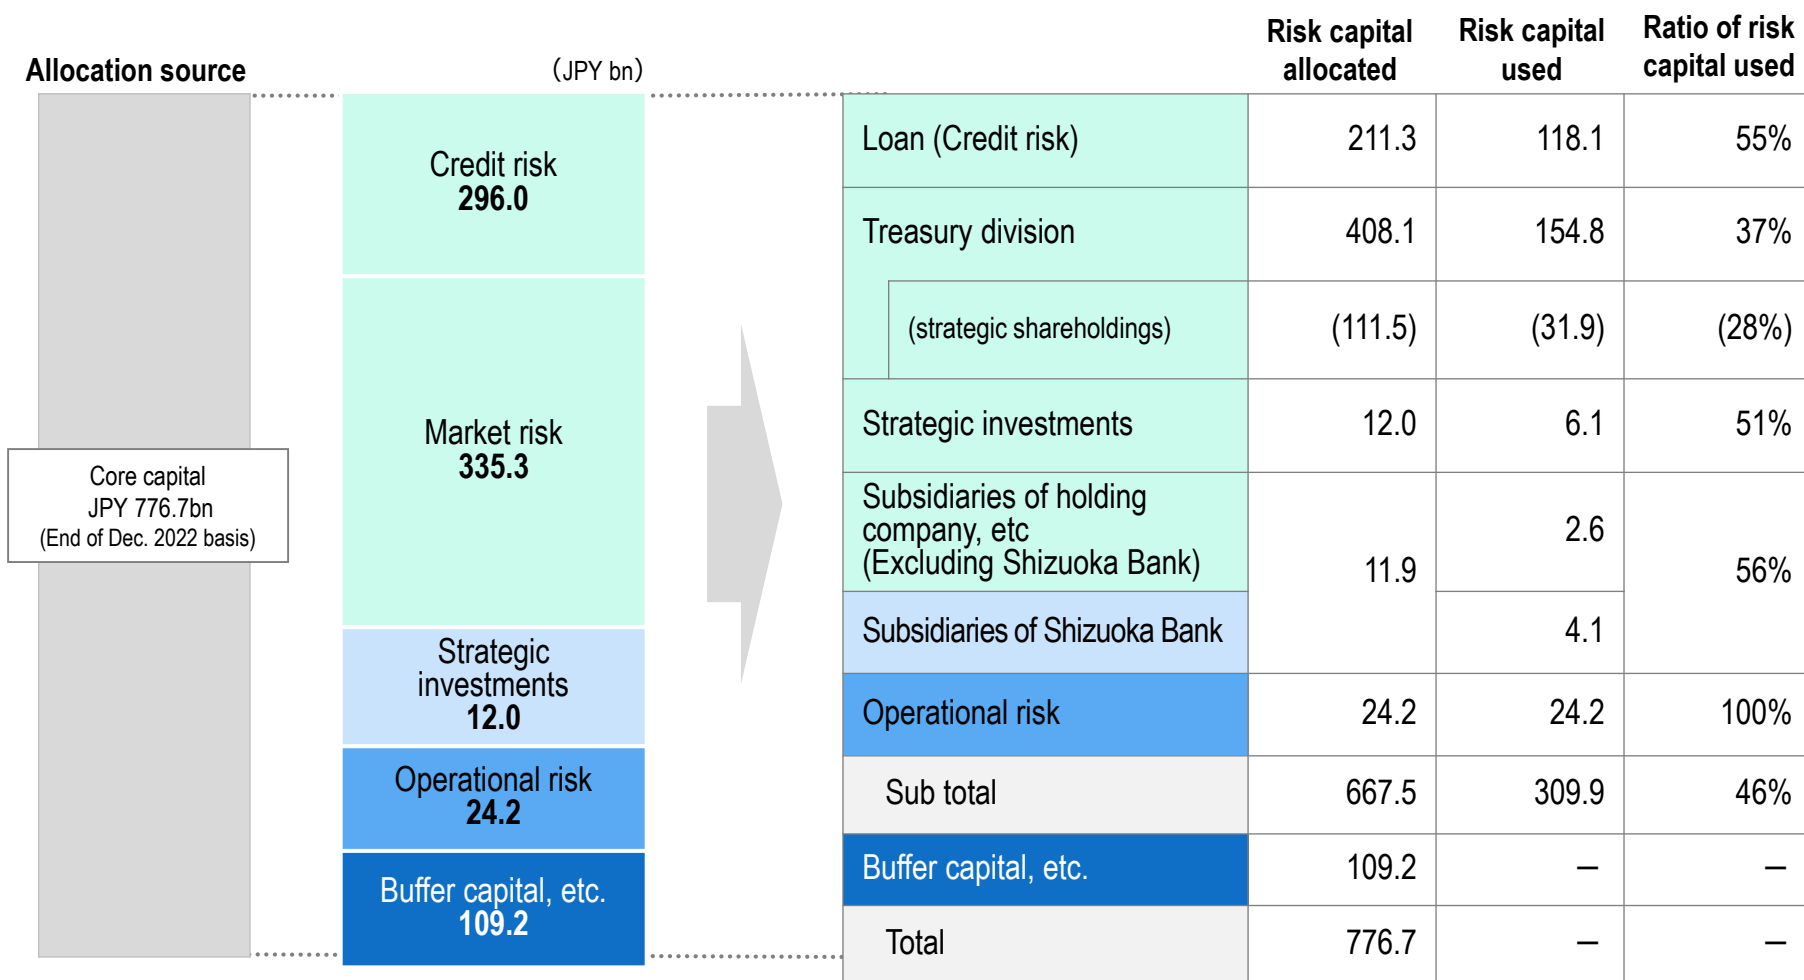 Allocation source
（JPY bn）
Risk capital
allocated
Risk capital
used
Ratio of risk
capital used
Core capital
JPY 776.7bn
(End of Dec. 2022 basis)
Credit risk
296.0
Market risk
335.3
Strategic
investments
12.0
Operational risk
24.2
Buffer capital, etc.
109.2
Loan (Credit risk) 211.3 118.1 55%
Treasury division 408.1 154.8 37%
(strategic shareholdings) (111.5) (31.9) (28%)
Strategic investments 12.0 6.1 51%
Subsidiaries of holding
company, etc
(Excluding Shizuoka Bank)
2.6
11.9 56%
Subsidiaries of Shizuoka Bank 4.1
Operational risk 24.2 24.2 100%
Sub total 667.5 309.9 46%
Buffer capital, etc. 109.2 – –
Total 776.7 – –